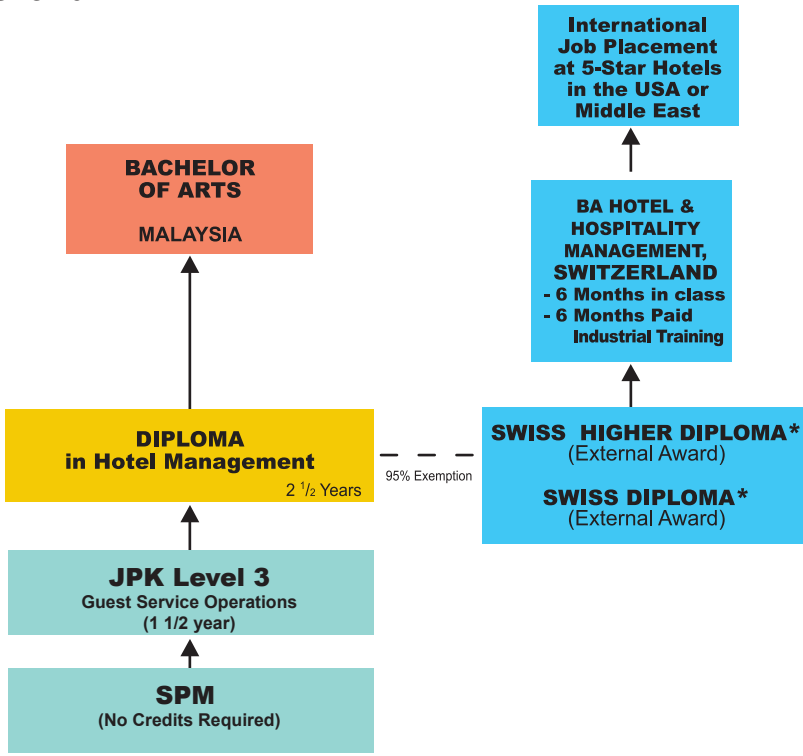 International
Job Placement
at 5-Star Hotels
in the USA or
Middle East
BACHELOR
OF ARTS
MALAYSIA
BA HOTEL &
HOSPITALITY
MANAGEMENT,
SWITZERLAND
- 6 Months in class
- 6 Months Paid
Industrial Training
DIPLOMA
in Hotel Management
2 1/2 Years
95% Exemption
SWISS HIGHER DIPLOMA*
(External Award)
SWISS DIPLOMA*
(External Award)
JPK Level 3
Guest Service Operations
(1 1/2 year)
SPM
(No Credits Required)